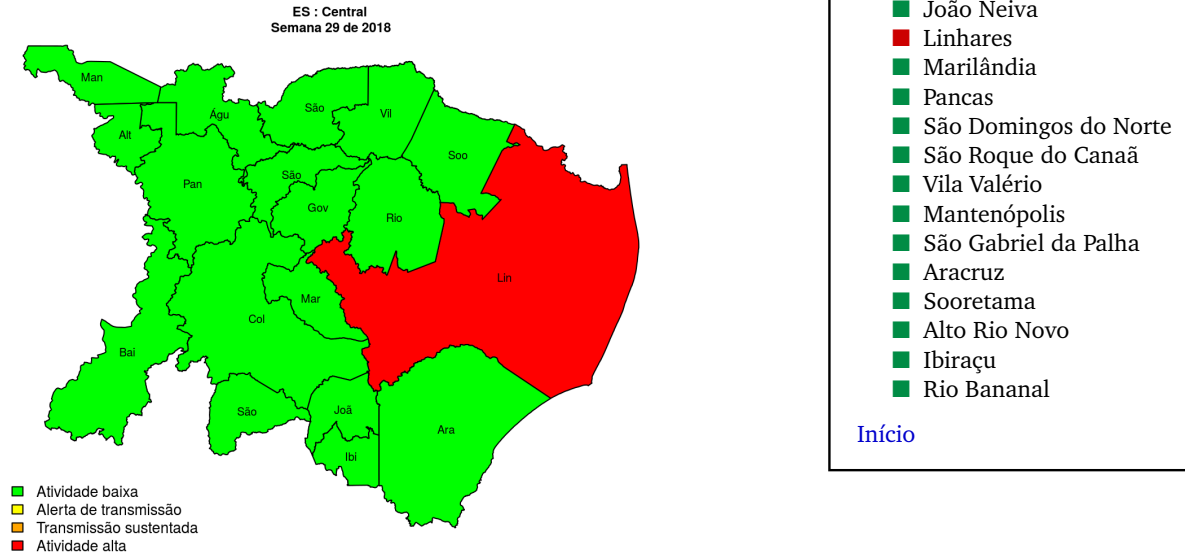 ES : Central
Semana 29 de 2018
Man
Águ
São
Vil
Alt
Soo
Pan
São
Gov
Rio
Lin
Mar
Col
Bai
São
Joã
Ara
Ibi
Atividade baixa
Alerta de transmissão
Transmissão sustentada
Atividade alta
João Neiva
Linhares
Marilândia
Pancas
São Domingos do Norte
São Roque do Canaã
Vila Valério
Mantenópolis
São Gabriel da Palha
Aracruz
Sooretama
Alto Rio Novo
Ibiraçu
Rio Bananal
Início